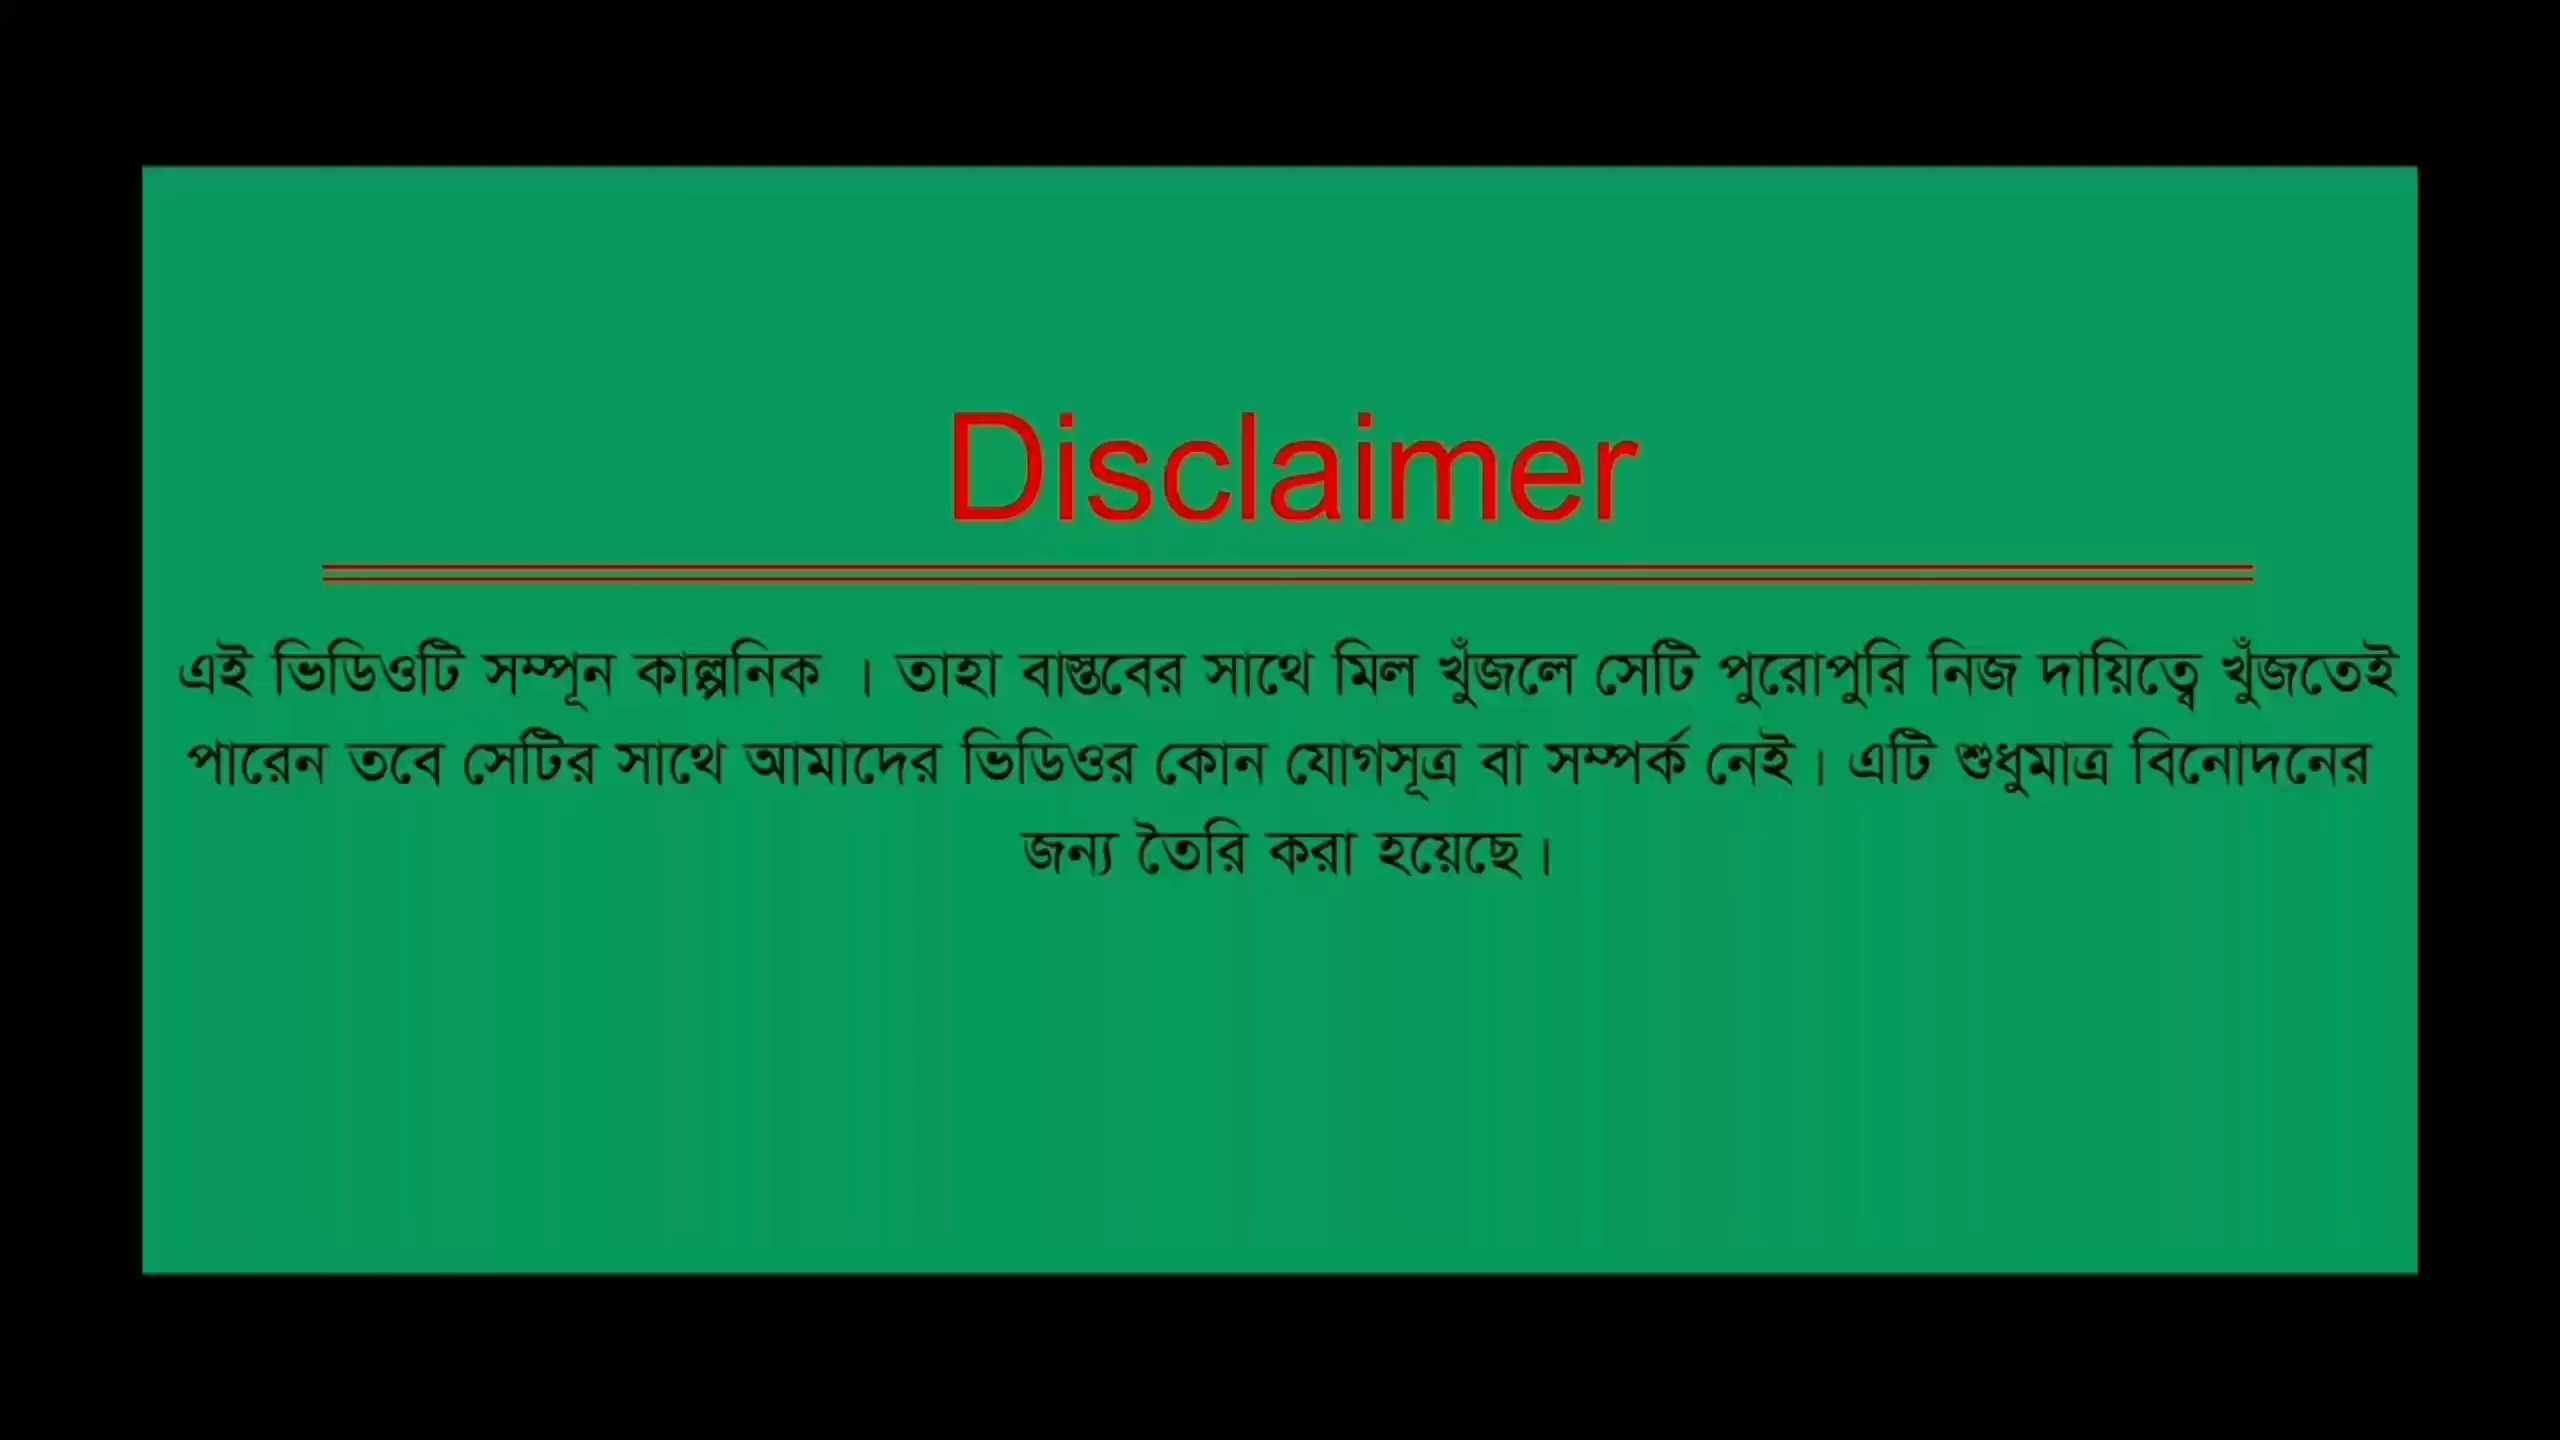 Disclaimer
এই ভিডিওটি সম্পূন কাল্পনিক । তাহা বাস্তবের সাথে মিল খুঁজলে সেটি পুরোপুরি নিজ দায়িত্বে খুঁজতেই
পারেন তবে সেটির সাথে আমাদের ভিডিওর কোন যোগসূত্র বা সম্পর্ক নেই। এটি শুধুমাত্র বিনোদনের
জন্য তৈরি করা হয়েছে।